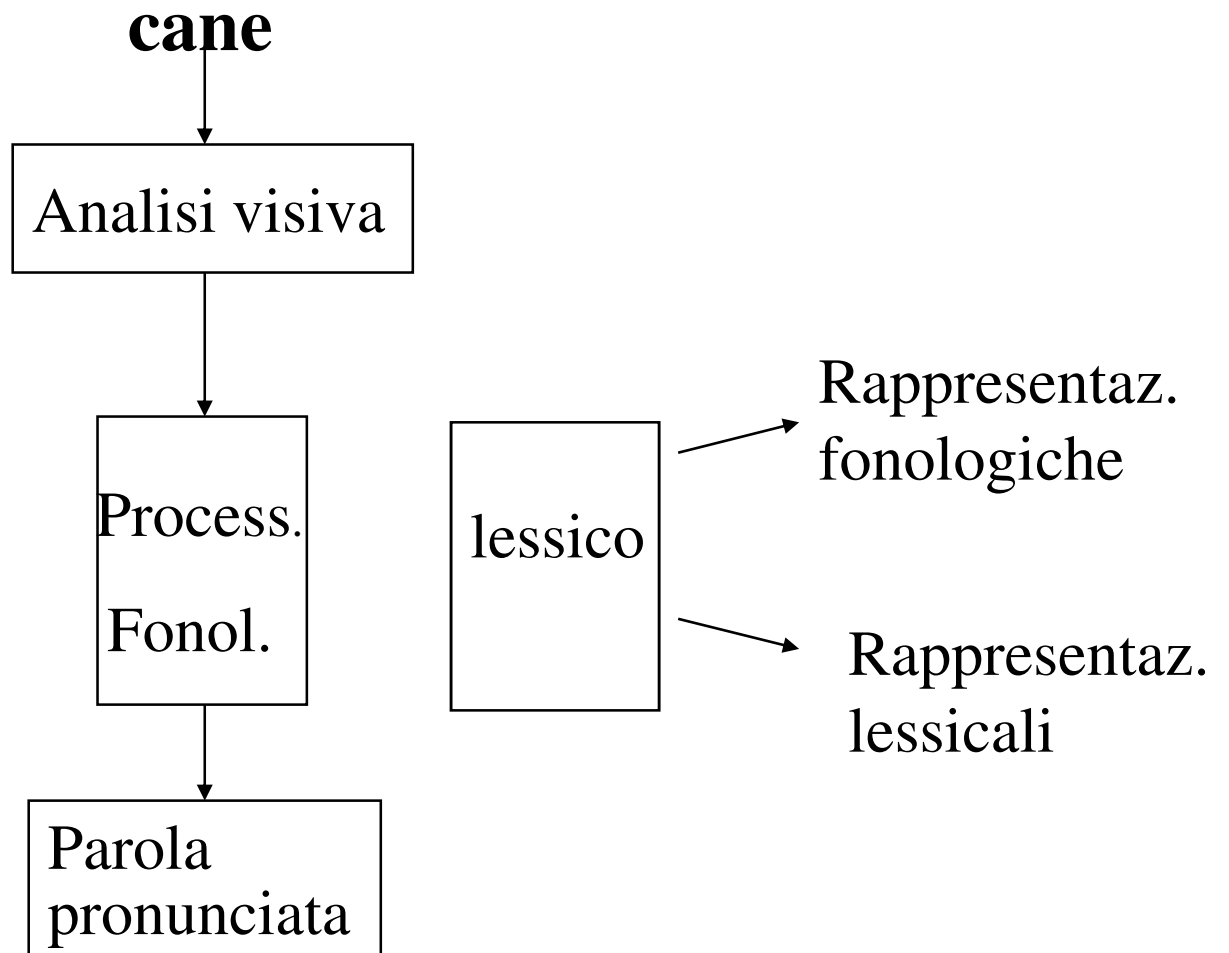 cane
Analisi visiva
Process.
Fonol.
lessico
Rappresentaz.
fonologiche
Rappresentaz.
lessicali
Parola
pronunciata